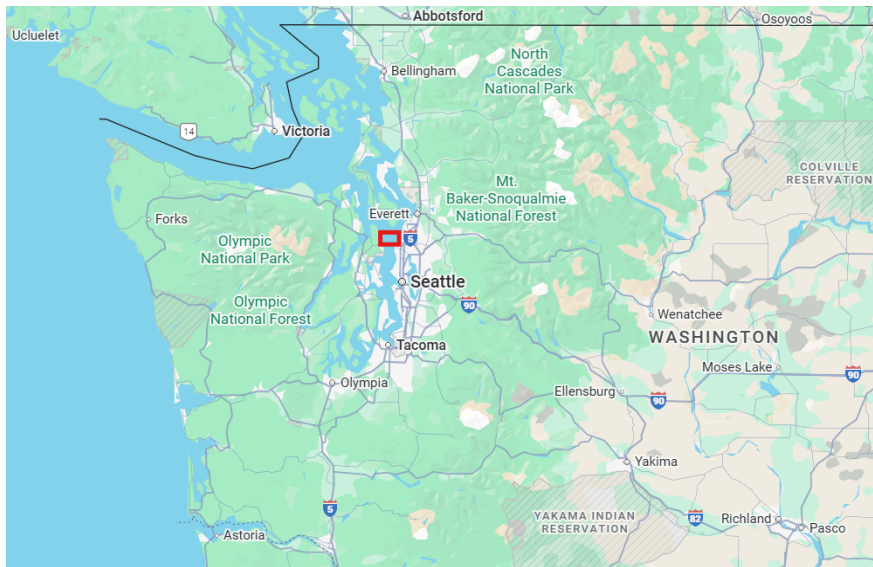 Abbotsford
Osoyoos
Ucluelet
North
Cascades
National Park
Bellingham
14
Victoria
COLVILLE
RESERVATION
Mt.
Baker-Snoqualmie
National Forest
Everett
Forks
5
Olympic
National Park
Seattle
Olympic
National Forest
90
Wenatchee
WASHINGTON
Tacoma
Moses Lake
90
Olympia
Ellensburg
90
Yakima
5
YAKAMA INDIAN
RESERVATION
82
Richland
Pasco
Astoria